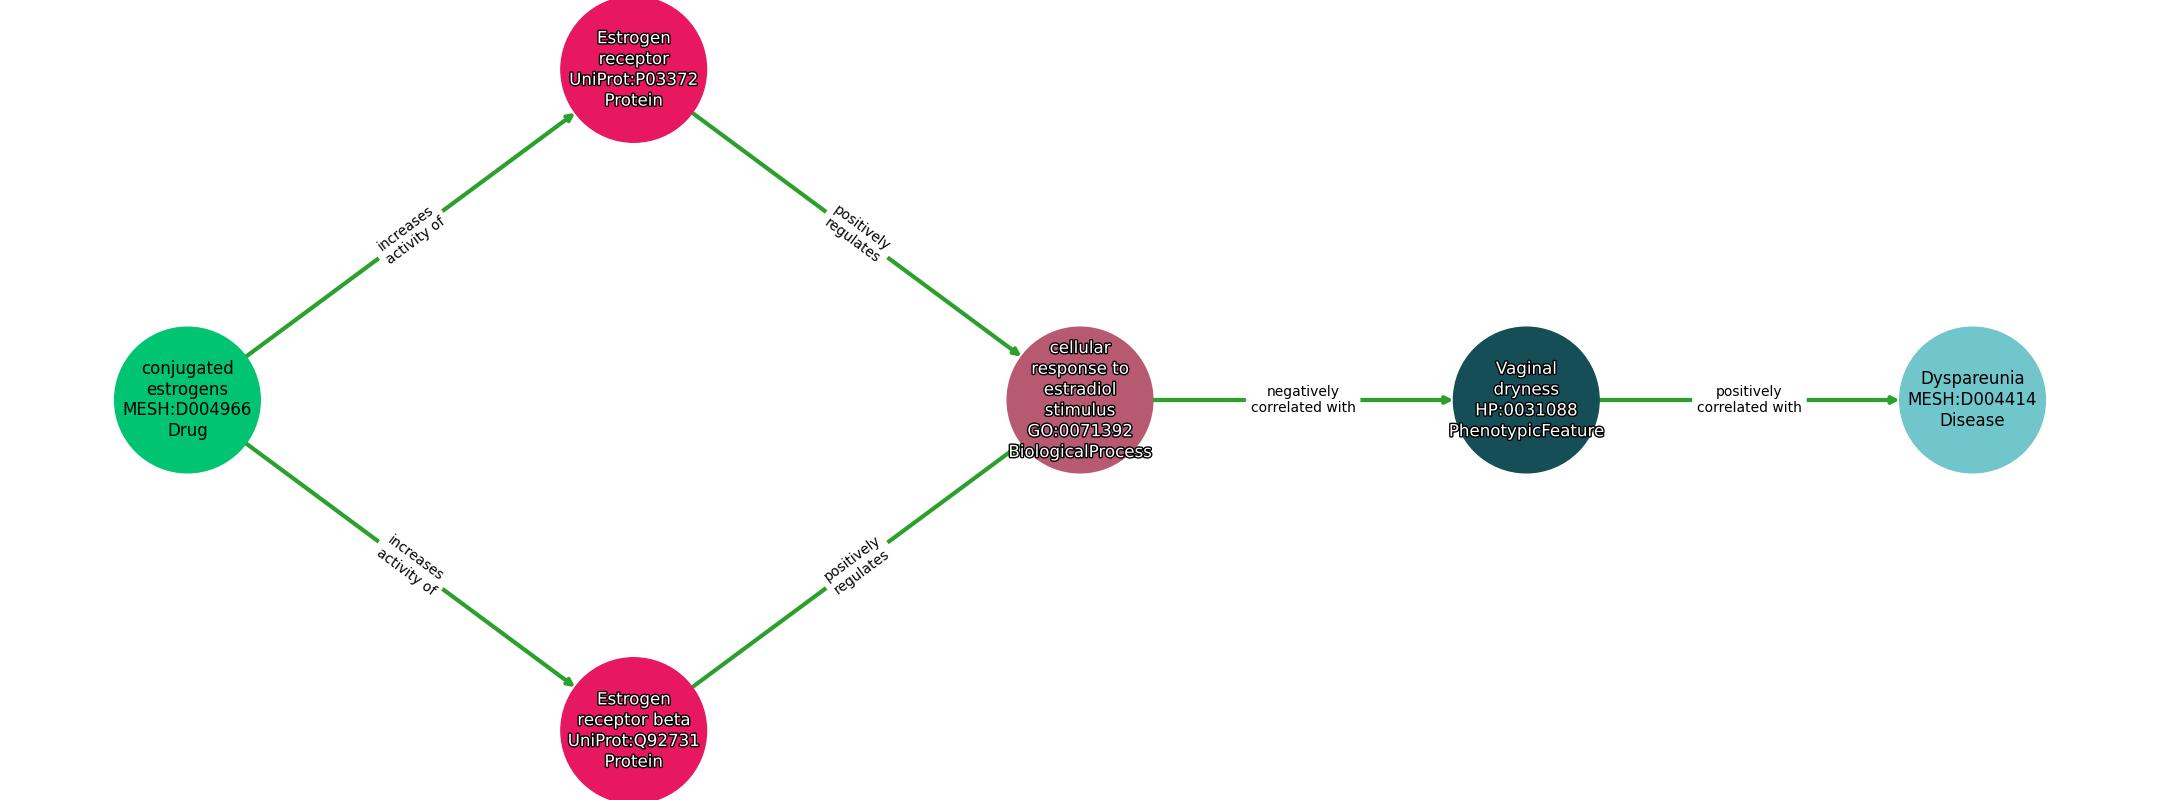 Estrogen
receptor
UniProt:P03372
Protein
increases
activity of
positively
regulates
conjugated
estrogens
MESH:D004966
Drug
cellular
response to
estradiol
stimulus
GO:0071392
BiologicalProcess
negatively
correlated with
Vaginal
dryness
HP:0031088
PhenotypicFeature
positively
correlated with
Dyspareunia
MESH:D004414
Disease
increases
activity of
positively
regulates
Estrogen
receptor beta
UniProt:Q92731
Protein